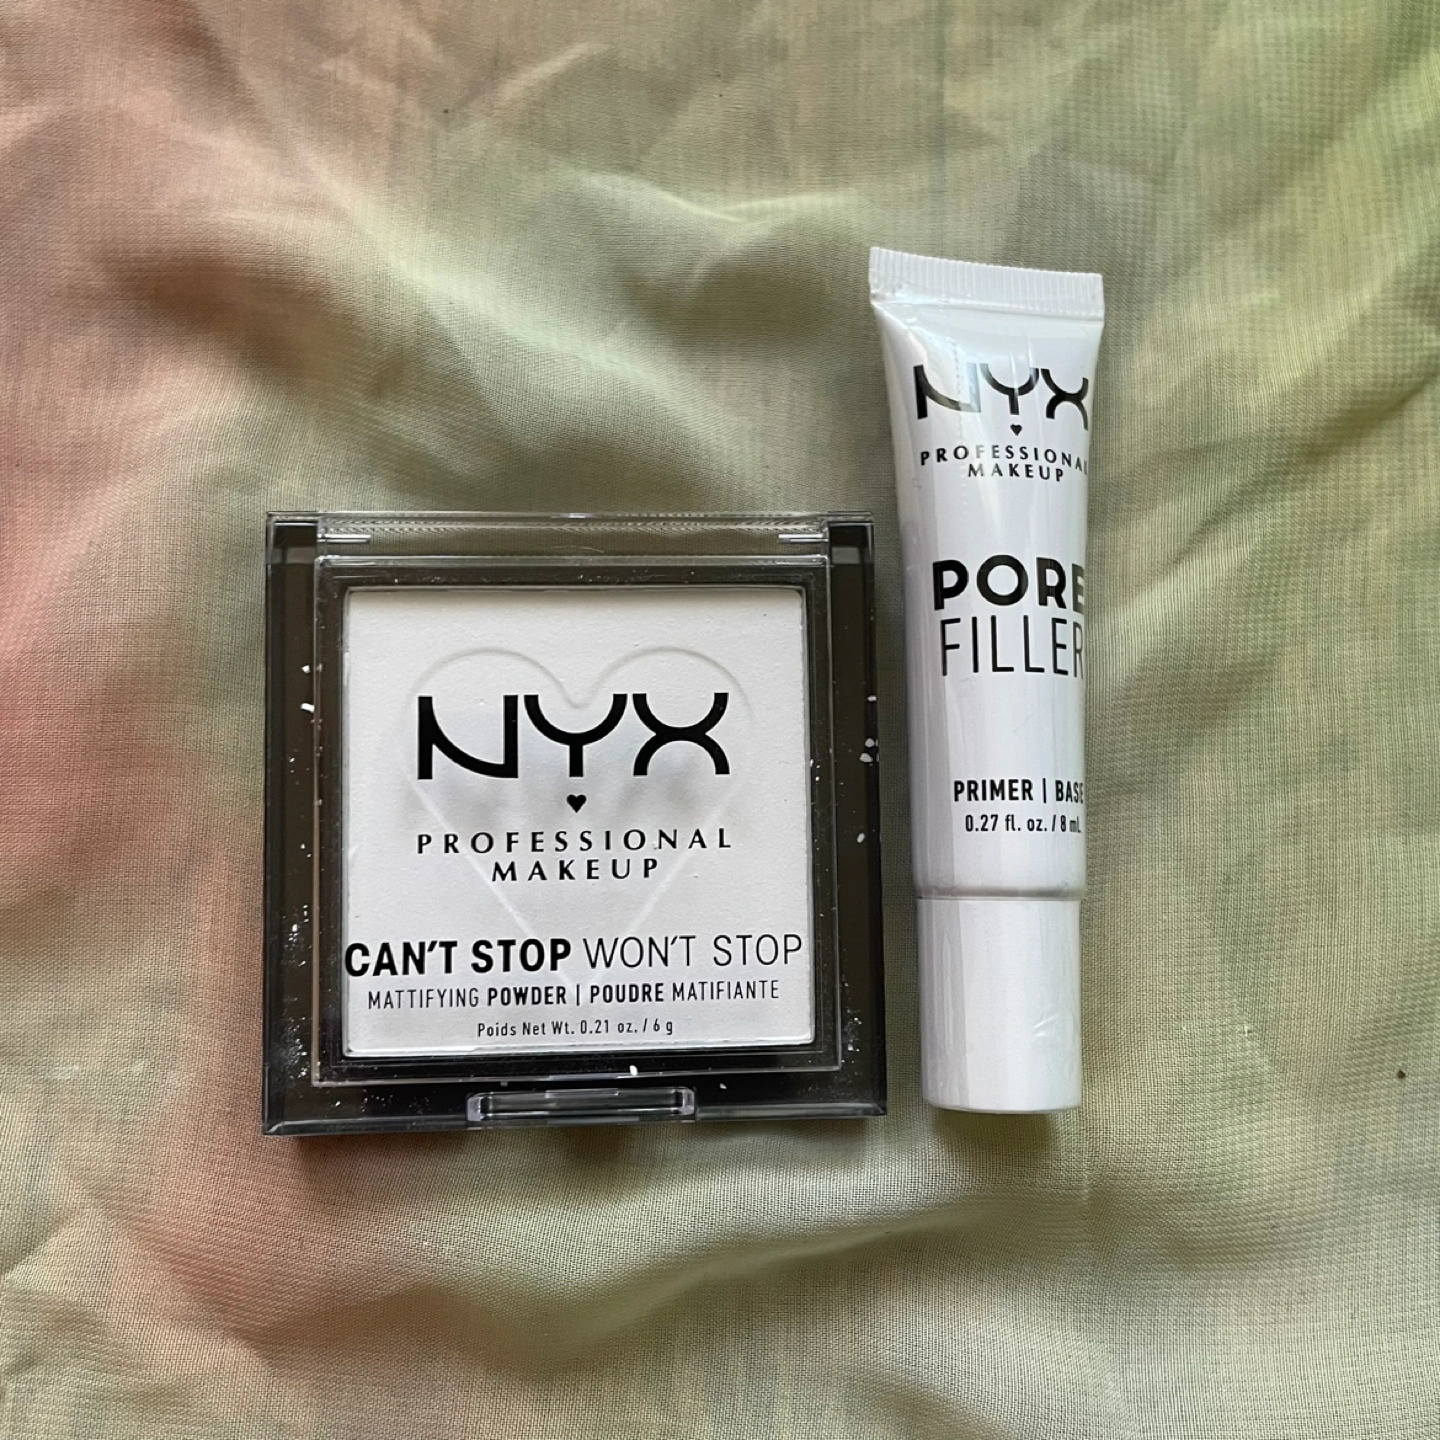 NYX
PROFESSIONAL
MAKEUP
CAN'T STOP WON'T STOP
MATTIFYING POWDER | POUDRE MATIFIANTE
Poids Net Wt. 0.21 oz. / 6 g
NYX
PROFESSIONAL
MAKEUP
PORE
FILLER
PRIMER | BASE
0.27 fl. oz. / 8 mL